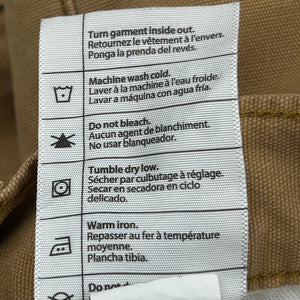 Turn garment inside out.
Retournez le vêtement à l'envers.
Ponga la prenda del revés.
Machine wash cold.
Laver à la machine à l'eau froide.
Lavar a máquina con agua fría.
Do not bleach.
Aucun agent de blanchiment.
No usar blanqueador.
Tumble dry low.
Sécher par culbutage à réglage.
Secar en secadora en ciclo
delicado.
Warm iron.
Repasser au fer à température
moyenne.
Plancha tibia.
Do not